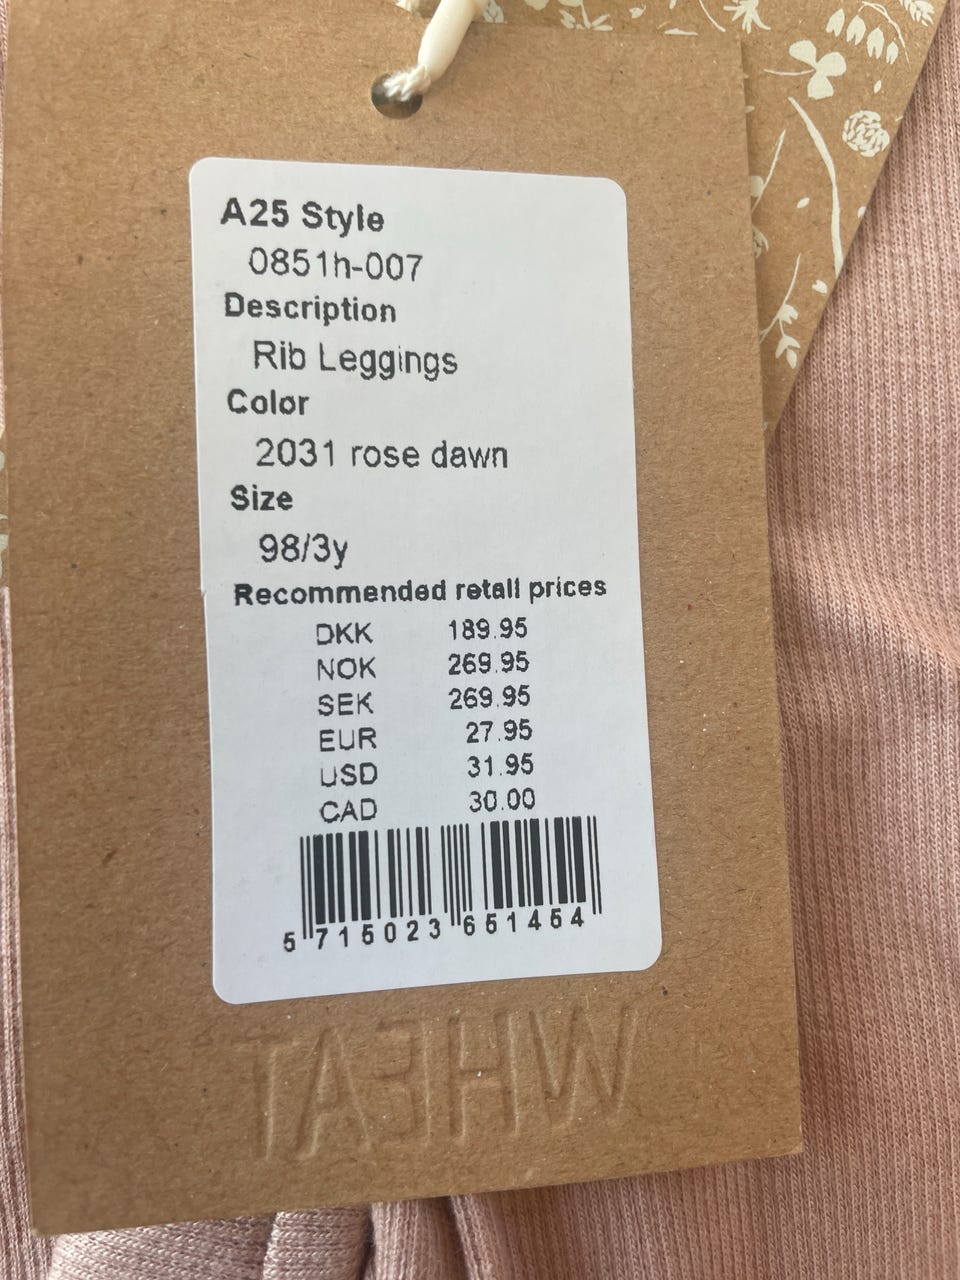 A25 Style
0851h-007
Description
Rib Leggings
Color
2031 rose dawn
Size
98/3y
Recommended retail prices
DKK 189.95
NOK 269.95
SEK 269.95
EUR 27.95
USD 31.95
CAD 30.00
5 715023 651454
WHEAT